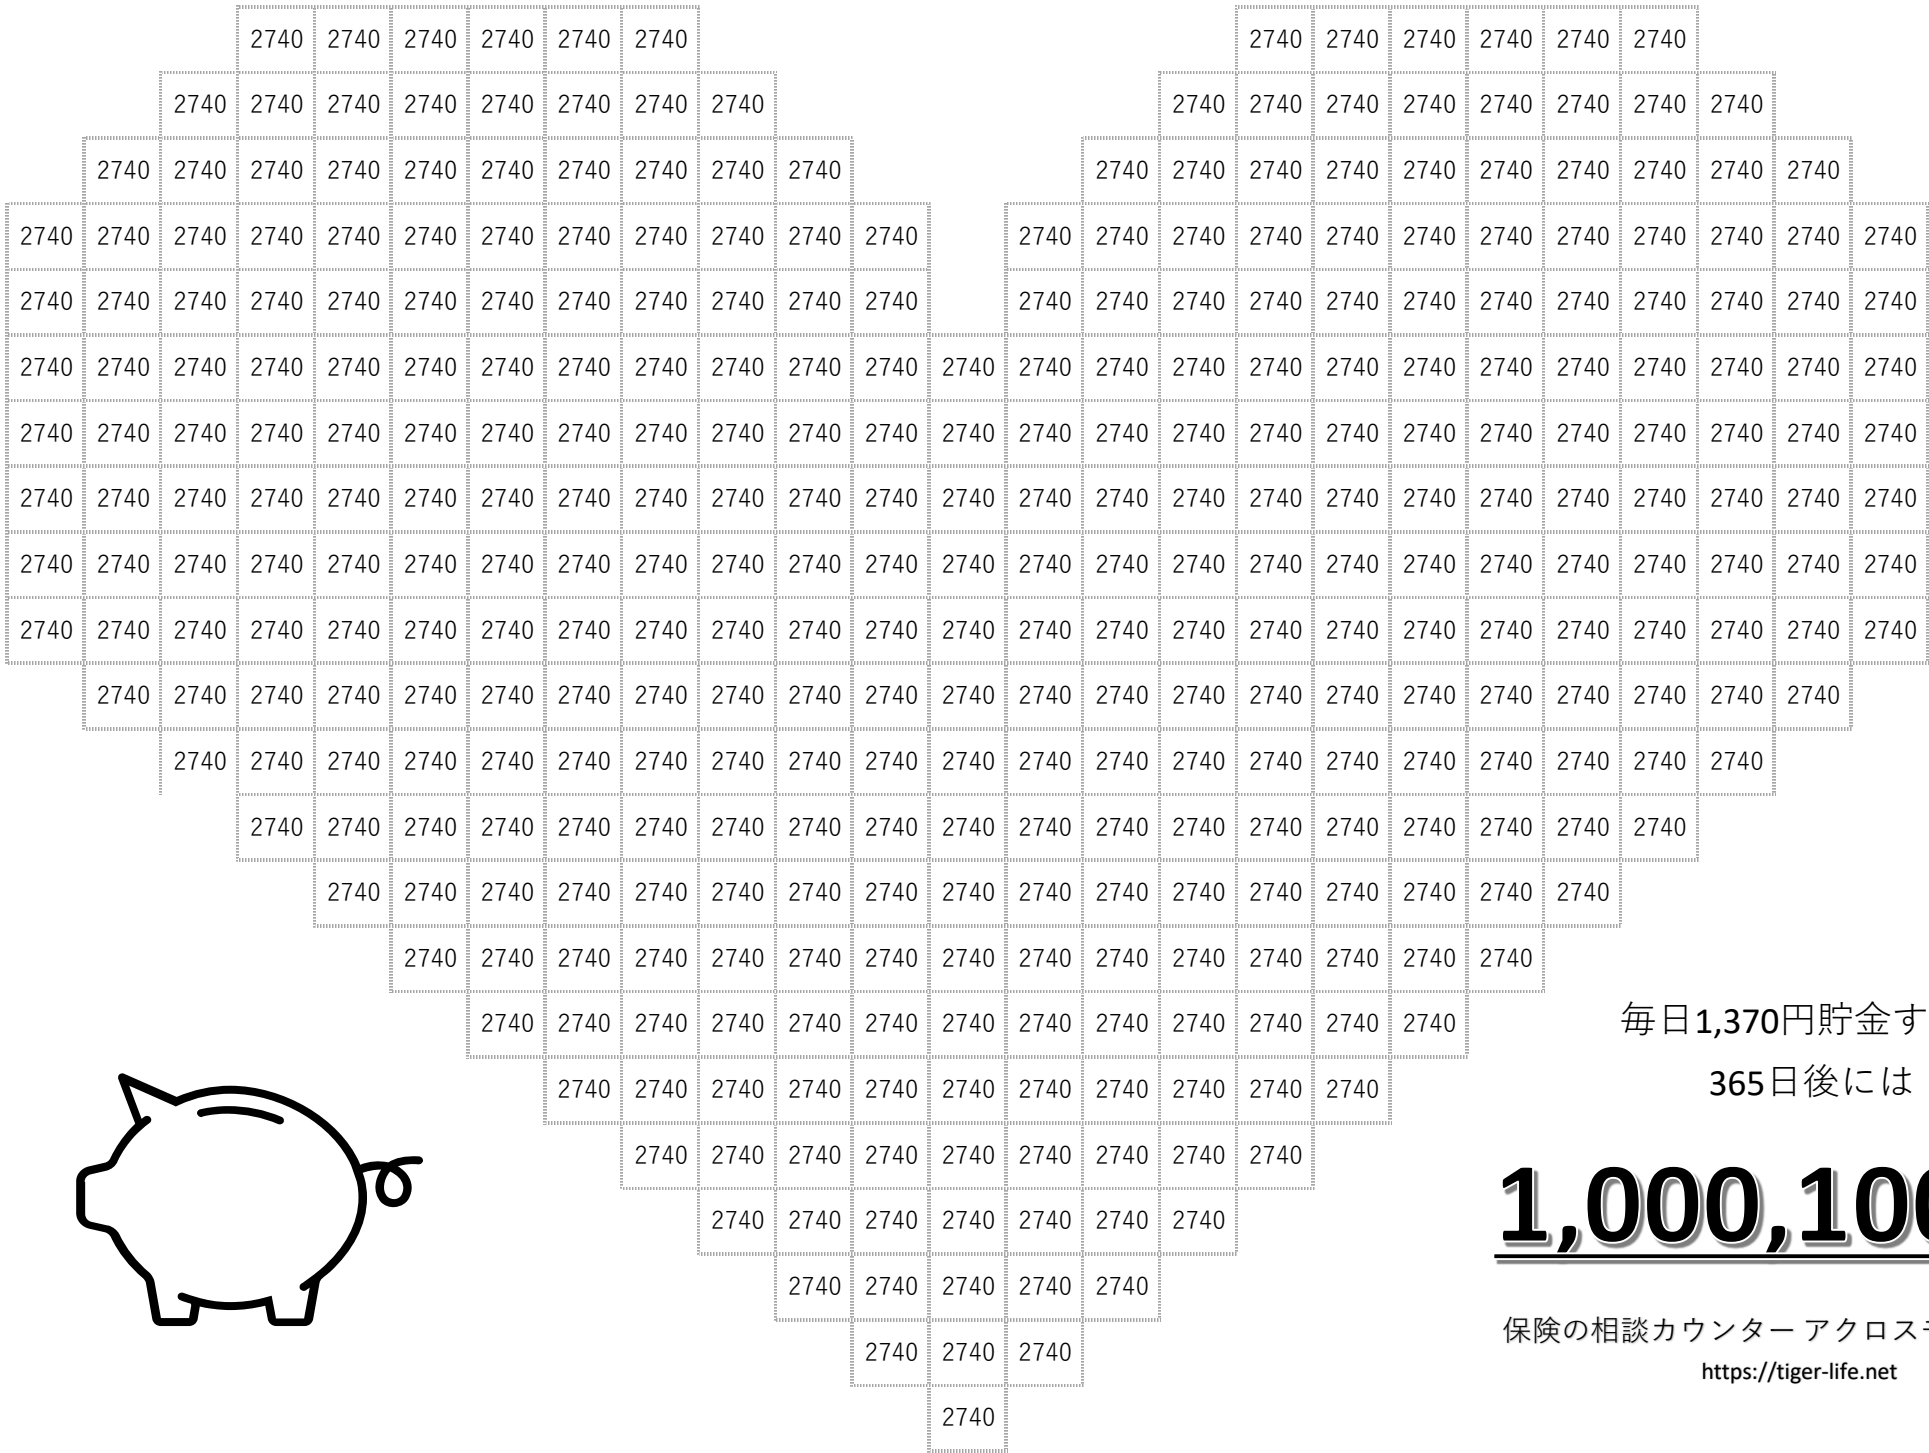 2740 2740 2740 2740 2740 2740 2740 2740 2740 2740 2740 2740
2740 2740 2740 2740 2740 2740 2740 2740 2740 2740 2740 2740 2740 2740 2740 2740
2740 2740 2740 2740 2740 2740 2740 2740 2740 2740 2740 2740 2740 2740 2740 2740 2740 2740 2740 2740
2740 2740 2740 2740 2740 2740 2740 2740 2740 2740 2740 2740 2740 2740 2740 2740 2740 2740 2740 2740 2740 2740 2740 2740
2740 2740 2740 2740 2740 2740 2740 2740 2740 2740 2740 2740 2740 2740 2740 2740 2740 2740 2740 2740 2740 2740 2740 2740
2740 2740 2740 2740 2740 2740 2740 2740 2740 2740 2740 2740 2740 2740 2740 2740 2740 2740 2740 2740 2740 2740 2740 2740 2740
2740 2740 2740 2740 2740 2740 2740 2740 2740 2740 2740 2740 2740 2740 2740 2740 2740 2740 2740 2740 2740 2740 2740 2740 2740
2740 2740 2740 2740 2740 2740 2740 2740 2740 2740 2740 2740 2740 2740 2740 2740 2740 2740 2740 2740 2740 2740 2740 2740 2740
2740 2740 2740 2740 2740 2740 2740 2740 2740 2740 2740 2740 2740 2740 2740 2740 2740 2740 2740 2740 2740 2740 2740 2740 2740
2740 2740 2740 2740 2740 2740 2740 2740 2740 2740 2740 2740 2740 2740 2740 2740 2740 2740 2740 2740 2740 2740 2740 2740 2740
2740 2740 2740 2740 2740 2740 2740 2740 2740 2740 2740 2740 2740 2740 2740 2740 2740 2740 2740 2740 2740 2740 2740
2740 2740 2740 2740 2740 2740 2740 2740 2740 2740 2740 2740 2740 2740 2740 2740 2740 2740 2740 2740 2740
2740 2740 2740 2740 2740 2740 2740 2740 2740 2740 2740 2740 2740 2740 2740 2740 2740 2740 2740
2740 2740 2740 2740 2740 2740 2740 2740 2740 2740 2740 2740 2740 2740 2740 2740 2740
2740 2740 2740 2740 2740 2740 2740 2740 2740 2740 2740 2740 2740 2740 2740
2740 2740 2740 2740 2740 2740 2740 2740 2740 2740 2740 2740 2740
2740 2740 2740 2740 2740 2740 2740 2740 2740 2740 2740
2740 2740 2740 2740 2740 2740 2740 2740 2740
2740 2740 2740 2740 2740 2740 2740
2740 2740 2740 2740 2740
2740 2740 2740
2740
毎日1,370円貯金す
365日後には
1,000,100
保険の相談カウンター アクロス
https://tiger-life.net